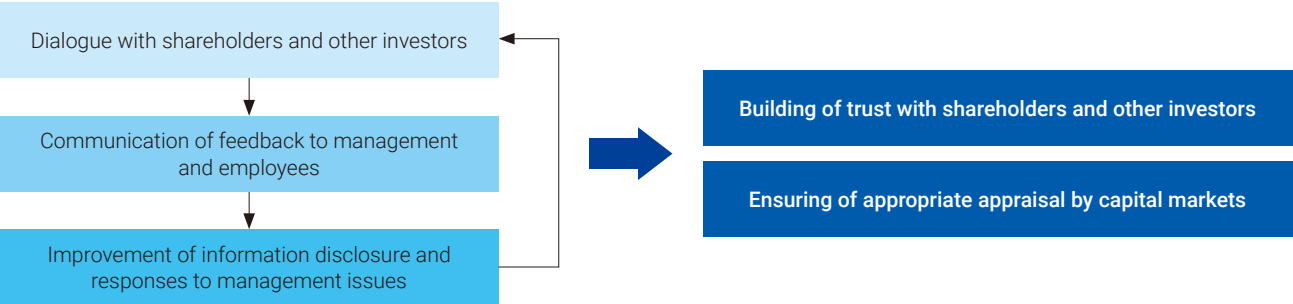 Dialogue with shareholders and other investors
Communication of feedback to management
and employees
Improvement of information disclosure and
responses to management issues
Building of trust with shareholders and other investors
Ensuring of appropriate appraisal by capital markets